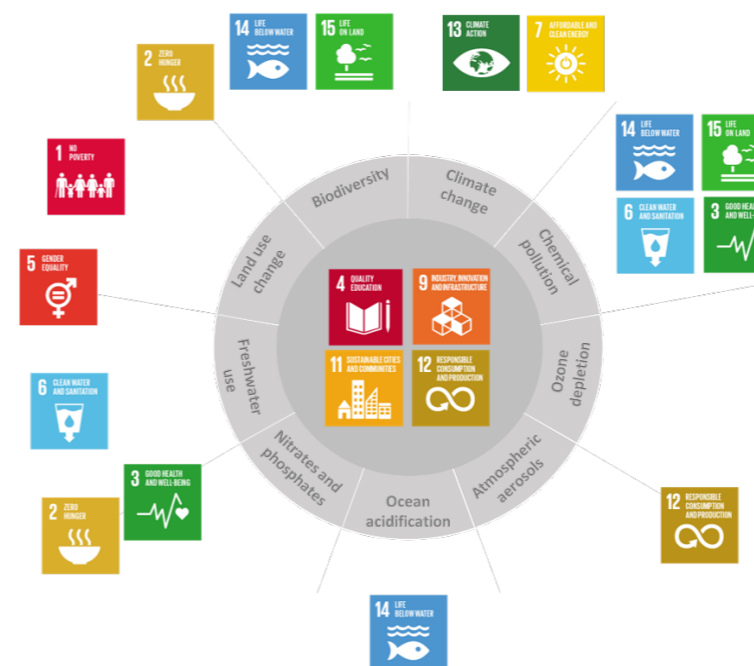 14 LIFE
BELOW WATER
15 LIFE
ON LAND
13 CLIMATE
ACTION
7 AFFORDABLE AND
CLEAN ENERGY
2 ZERO
HUNGER
14 LIFE
BELOW WATER
15 LIFE
ON LAND
1 NO
POVERTY
6 CLEAN WATER
AND SANITATION
3 GOOD
AND
5 GENDER
EQUALITY
Biodiversity
Climate
change
Land use
change
Chemical
pollution
4 QUALITY
EDUCATION
9 INDUSTRY, INNOVATION
AND INFRASTRUCTURE
11 SUSTAINABLE CITIES
AND COMMUNITIES
12 RESPONSIBLE
CONSUMPTION
AND PRODUCTION
Freshwater
use
Ozone
depletion
6 CLEAN WATER
AND SANITATION
Nitrates and
phosphates
Ocean
acidification
Atmospheric
aerosols
3 GOOD HEALTH
AND WELL-BEING
2 ZERO
HUNGER
12 RESPONSIBLE
CONSUMPTION
AND PRODUCTION
14 LIFE
BELOW WATER